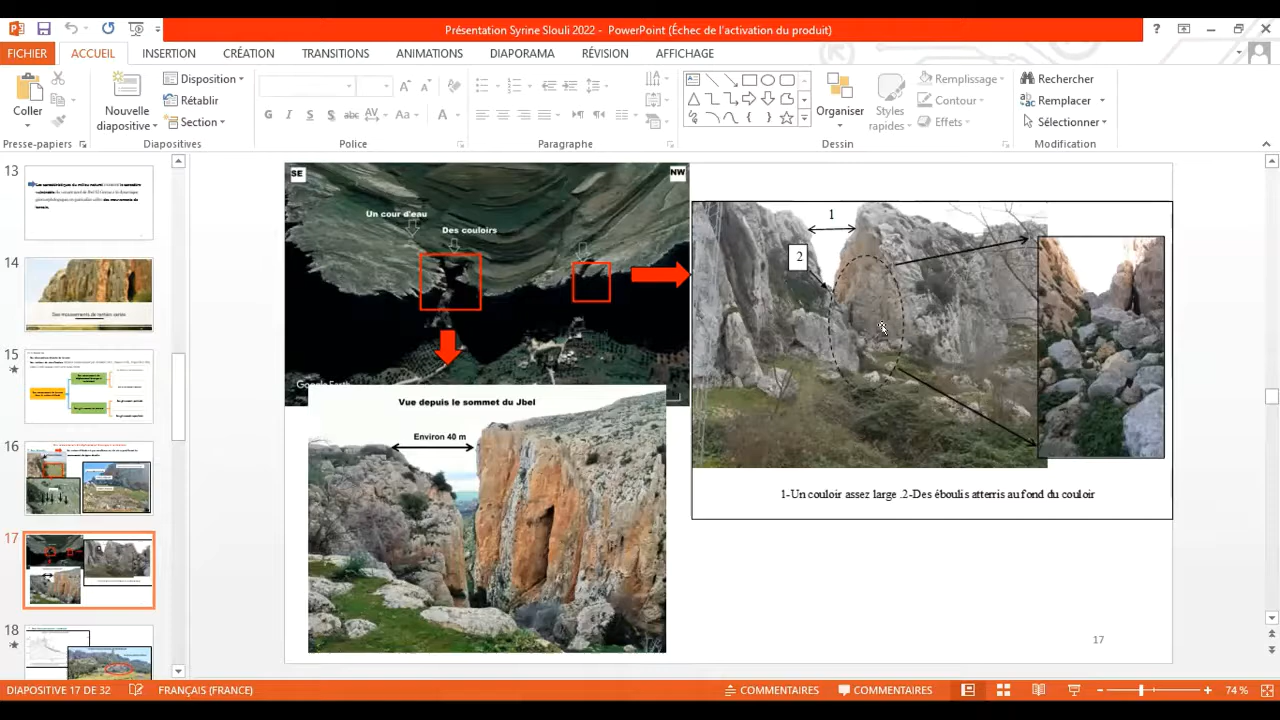 Présentation Syrine Slouli 2022 - PowerPoint (Échec de l'activation du produit)
FICHIER ACCUEIL INSERTION CRÉATION TRANSITIONS ANIMATIONS DIAPORAMA RÉVISION AFFICHAGE
Coller
Nouvelle diapositive
Disposition
Rétablir
Section
G I S S abc AV Aa A
Organiser
Styles rapides
Remplissage
Contour
Effets
Rechercher
Remplacer
Sélectionner
Presse-papiers Diapositives Police Paragraphe Dessin Modification
13
14
15
16
17
18
SE
NW
Un cour d'eau
Des couloirs
Google Earth
Vue depuis le sommet du Jbel
Environ 40 m
1
2
1-Un couloir assez large .2-Des éboulis atterris au fond du couloir
17
DIAPOSITIVE 17 DE 32 FRANÇAIS (FRANCE) COMMENTAIRES COMMENTAIRES 74 %